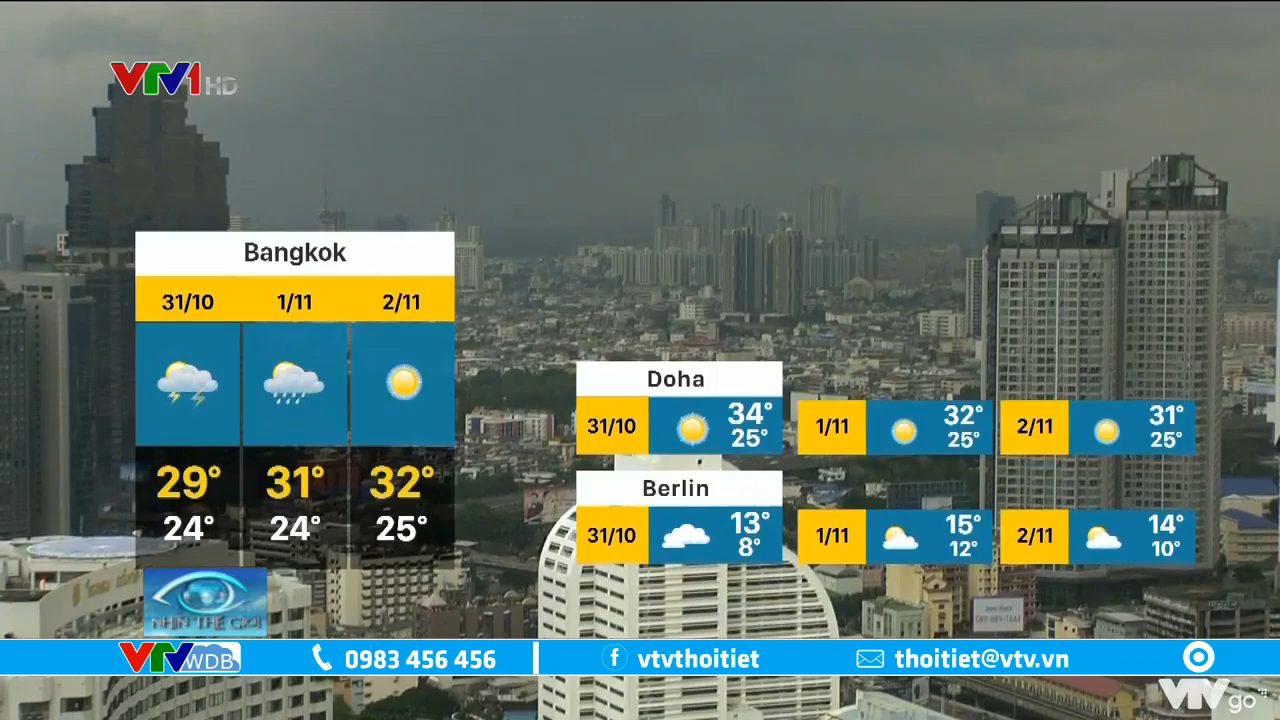 VTV1 HD
Bangkok
31/10 1/11 2/11
29° 31° 32°
24° 24° 25°
Doha
31/10 34° 25° 1/11 32° 25° 2/11 31° 25°
Berlin
31/10 13° 8° 1/11 15° 12° 2/11 14° 10°
NHÌN THẾ GIỚI
VTV WDB 0983 456 456 vtvthoitiet thoitiet@vtv.vn
VTV go